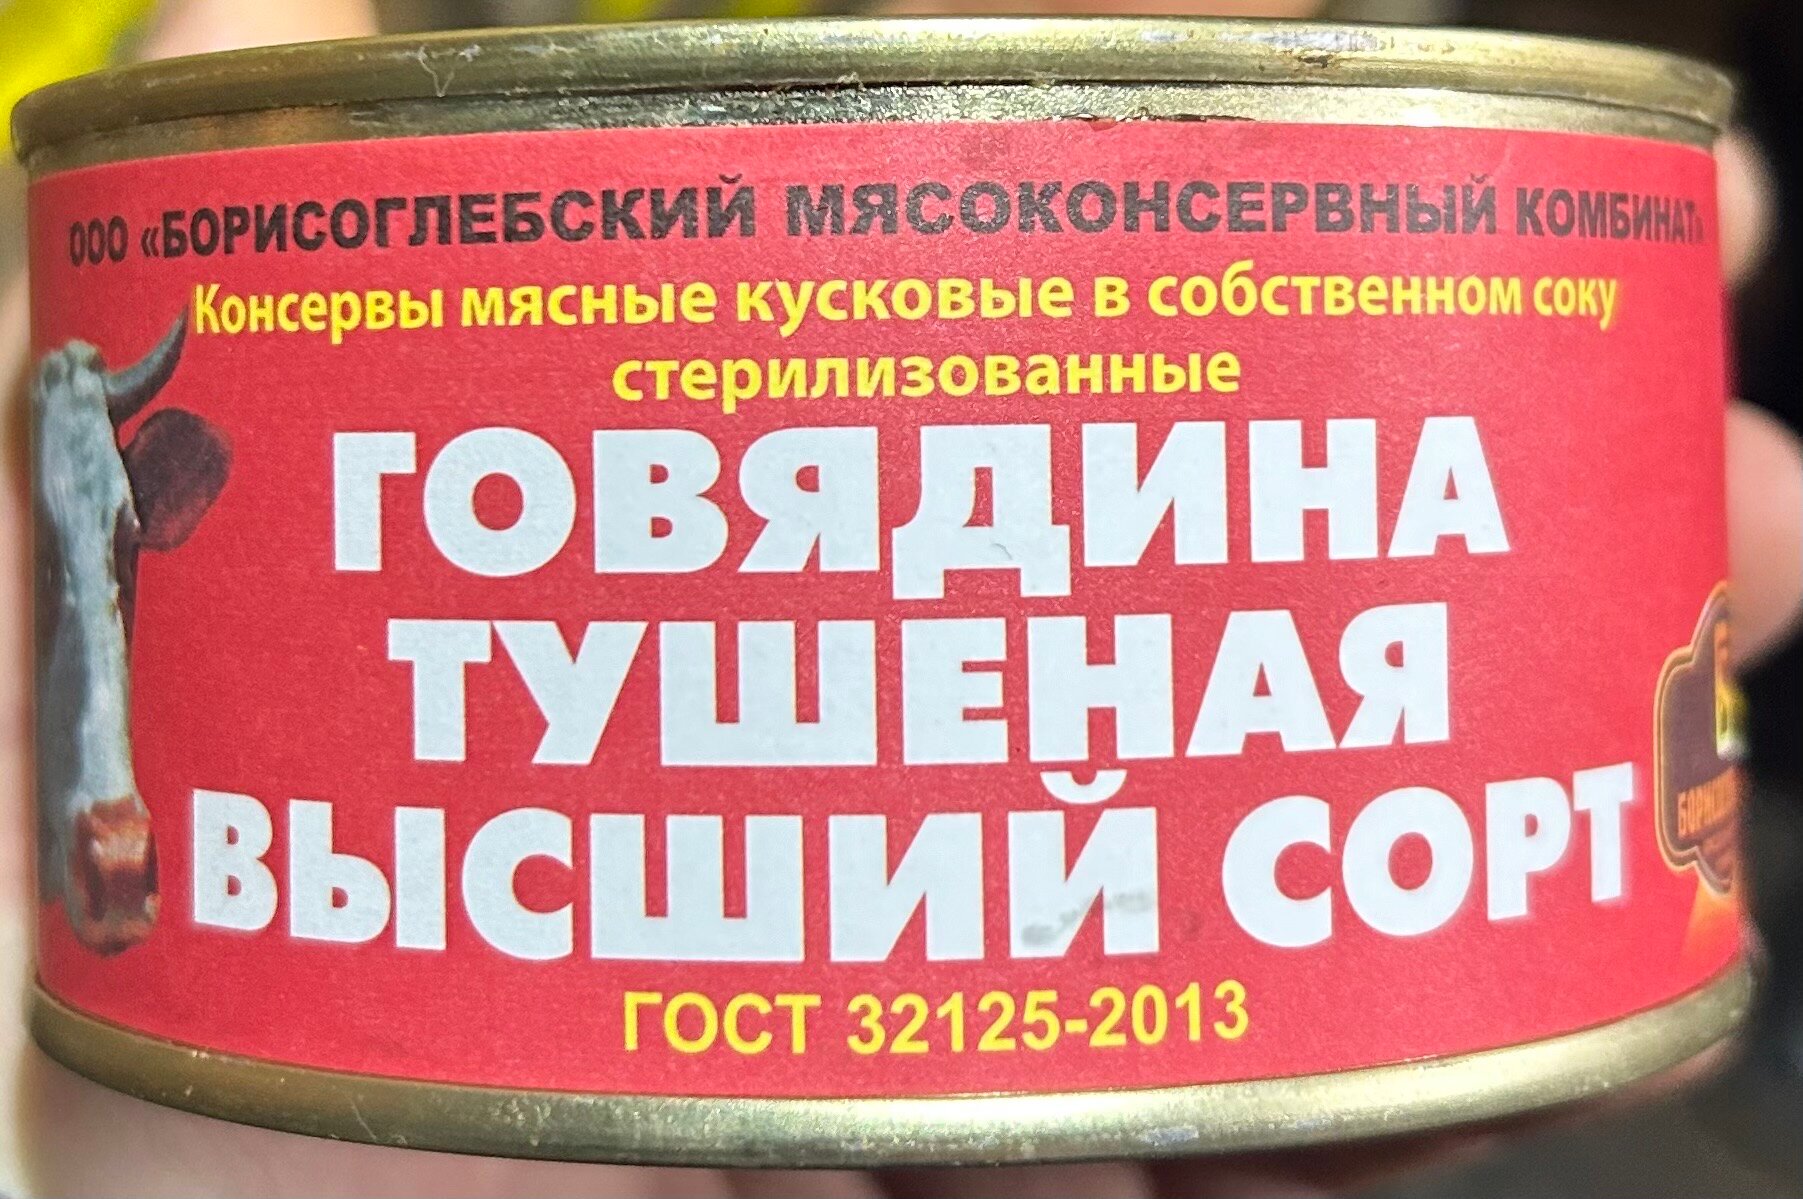 ООО «БОРИСОГЛЕБСКИЙ МЯСОКОНСЕРВНЫЙ КОМБИНАТ»
Консервы мясные кусковые в собственном соку
стерилизованные
ГОВЯДИНА
ТУШЕНАЯ
ВЫСШИЙ СОРТ
ГОСТ 32125-2013